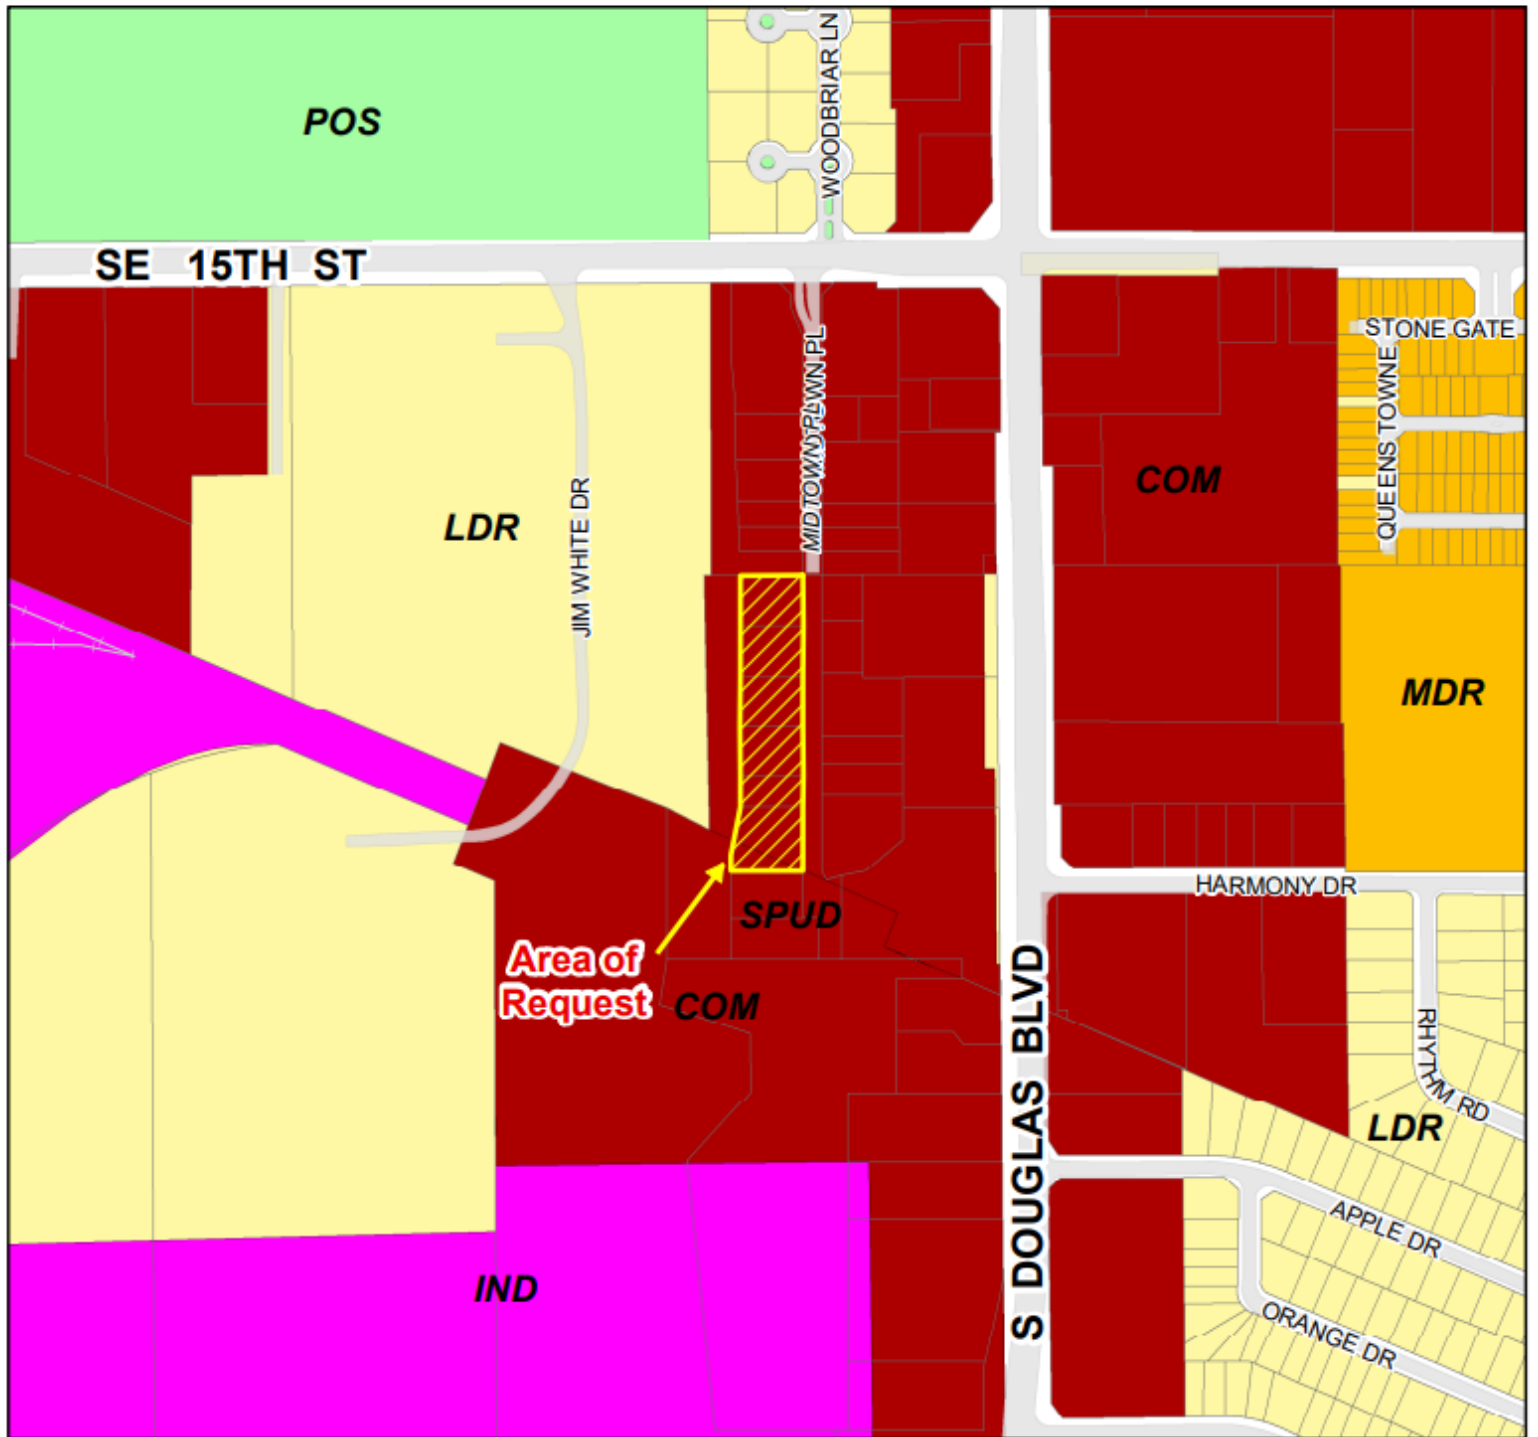 WOODBRIAR LN
POS
SE 15TH ST
STONE GATE
QUEENS TOWNE
MIDTOWN PL
COM
LDR
JIM WHITE DR
MDR
HARMONY DR
SPUD
Area of
Request
COM
S DOUGLAS BLVD
RHYTHM RD
LDR
APPLE DR
IND
ORANGE DR